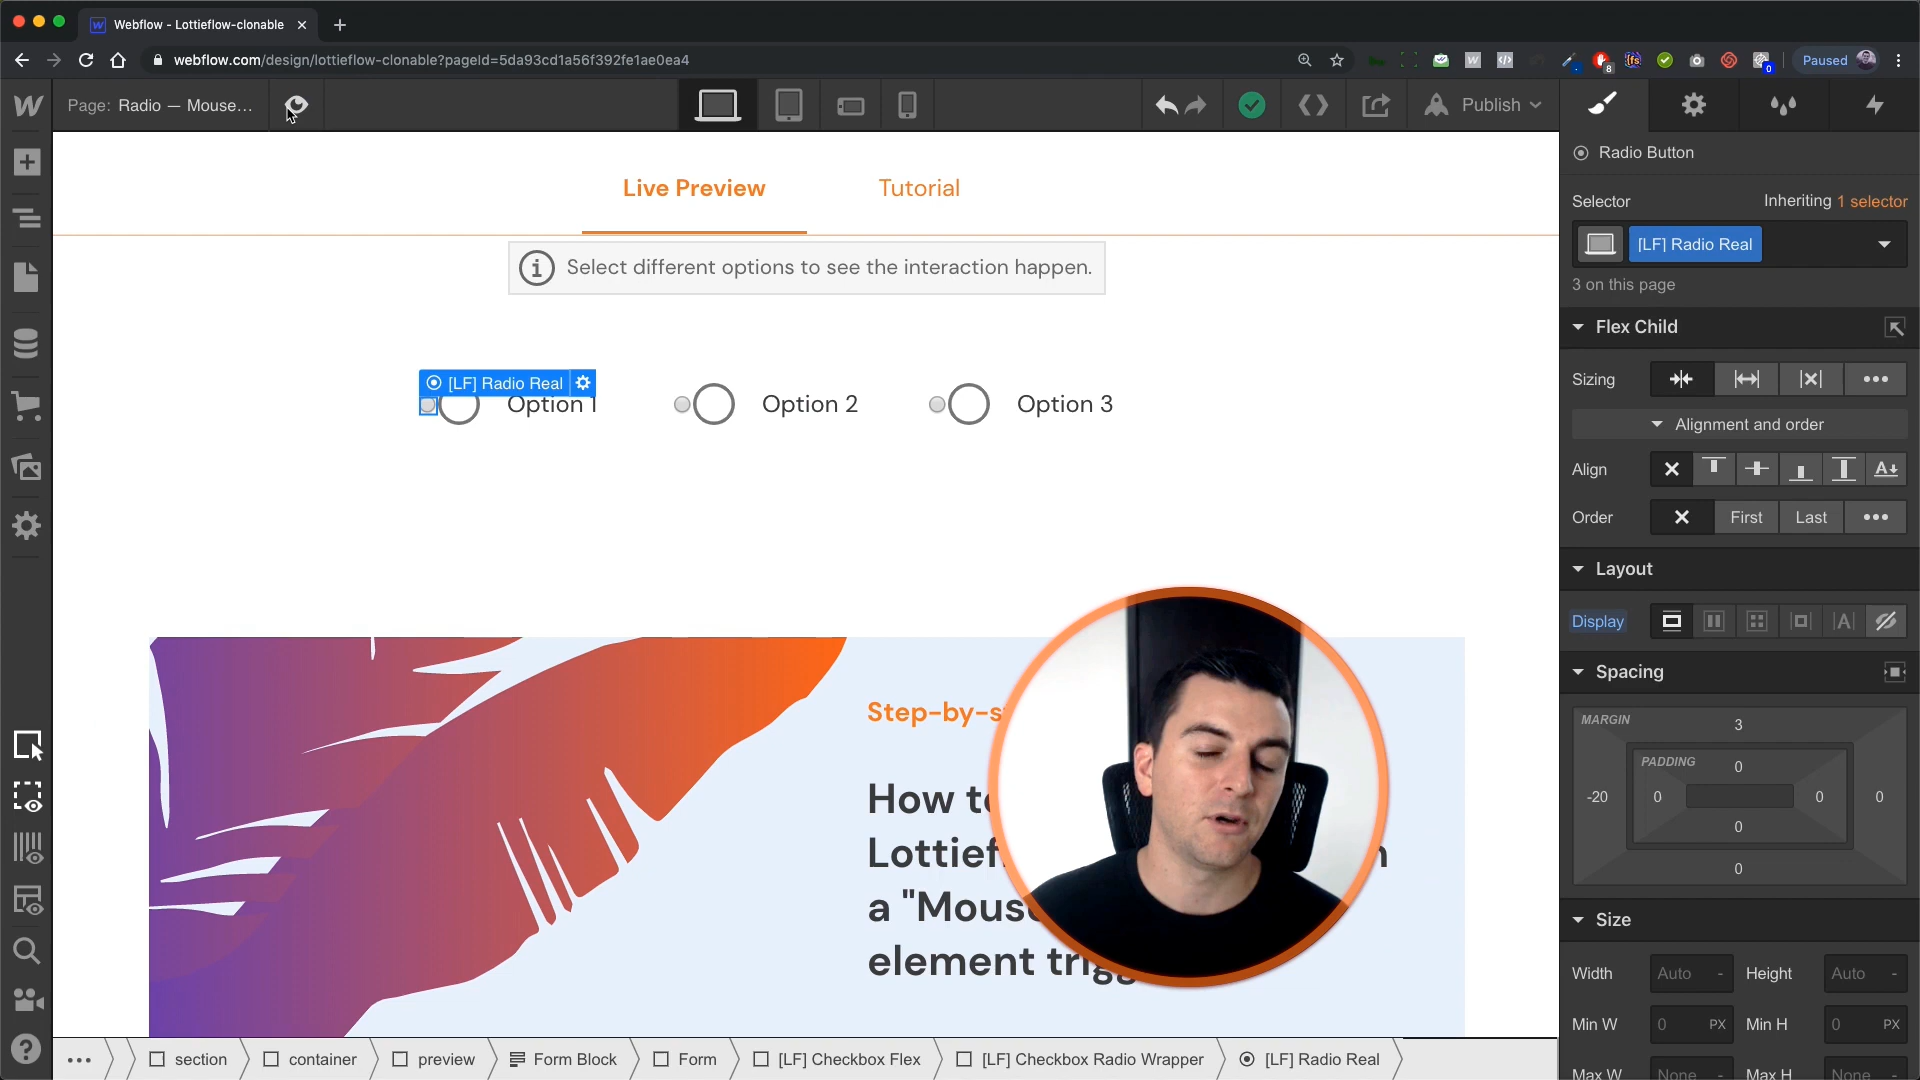 Webflow - Lottieflow-clonable
webflow.com/design/lottieflow-clonable?pageId=5da93cd1a56f392fe1ae0ea4
Paused
Page: Radio — Mouse...
Publish
Live Preview
Tutorial
Select different options to see the interaction happen.
[LF] Radio Real
Option 1
Option 2
Option 3
Step-by-s
How to
Lottief
a "Mous
element trigg
Radio Button
Selector
Inheriting 1 selector
[LF] Radio Real
3 on this page
Flex Child
Sizing
Alignment and order
Align
Order
First
Last
Layout
Display
Spacing
MARGIN
3
PADDING
0
-20
0
0
0
0
0
Size
Width
Auto
-
Height
Auto
-
Min W
0
PX
Min H
0
PX
Max W
None
-
Max H
None
-
section
container
preview
Form Block
Form
[LF] Checkbox Flex
[LF] Checkbox Radio Wrapper
[LF] Radio Real